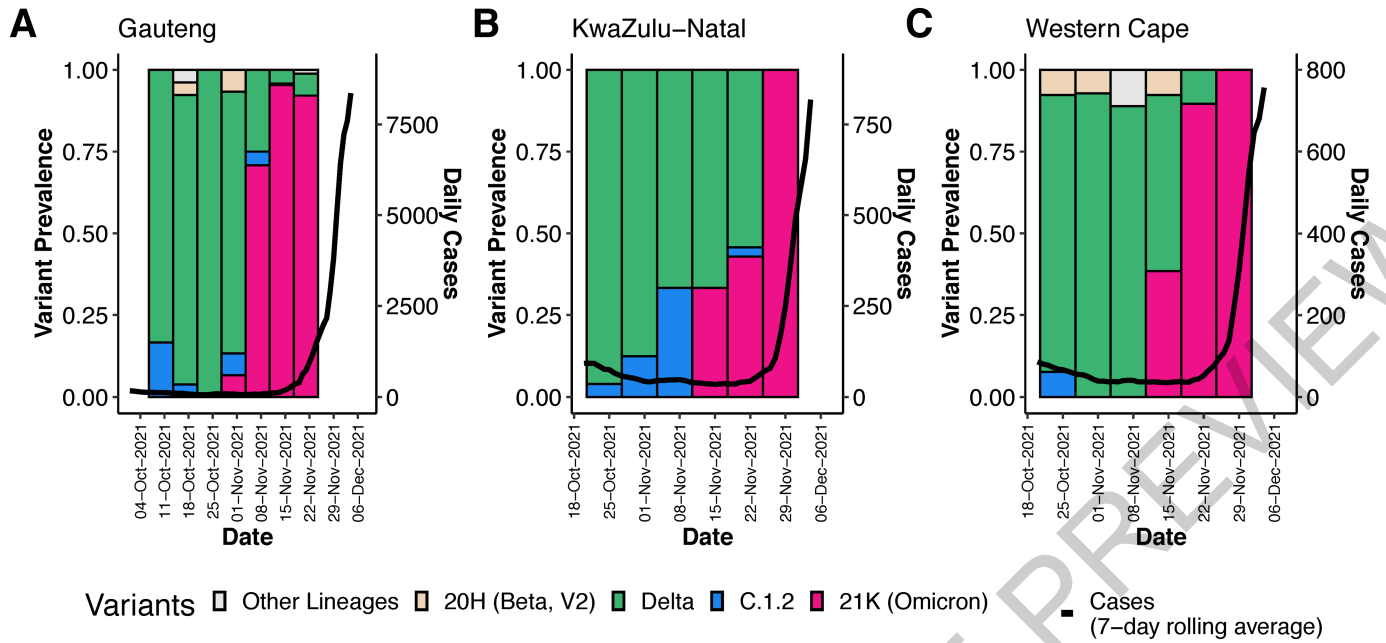 A
Gauteng
Variant Prevalence
1.00
0.75
0.50
0.25
0.00
7500
5000
2500
0
Daily Cases
04−Oct−2021
11−Oct−2021
18−Oct−2021
25−Oct−2021
01−Nov−2021
08−Nov−2021
15−Nov−2021
22−Nov−2021
29−Nov−2021
06−Dec−2021
Date
B
KwaZulu−Natal
Variant Prevalence
1.00
0.75
0.50
0.25
0.00
750
500
250
0
Daily Cases
18−Oct−2021
25−Oct−2021
01−Nov−2021
08−Nov−2021
15−Nov−2021
22−Nov−2021
29−Nov−2021
06−Dec−2021
Date
C
Western Cape
Variant Prevalence
1.00
0.75
0.50
0.25
0.00
800
600
400
200
0
Daily Cases
18−Oct−2021
25−Oct−2021
01−Nov−2021
08−Nov−2021
15−Nov−2021
22−Nov−2021
29−Nov−2021
06−Dec−2021
Date
Variants
Other Lineages
20H (Beta, V2)
Delta
C.1.2
21K (Omicron)
Cases
(7−day rolling average)
PREVIEW